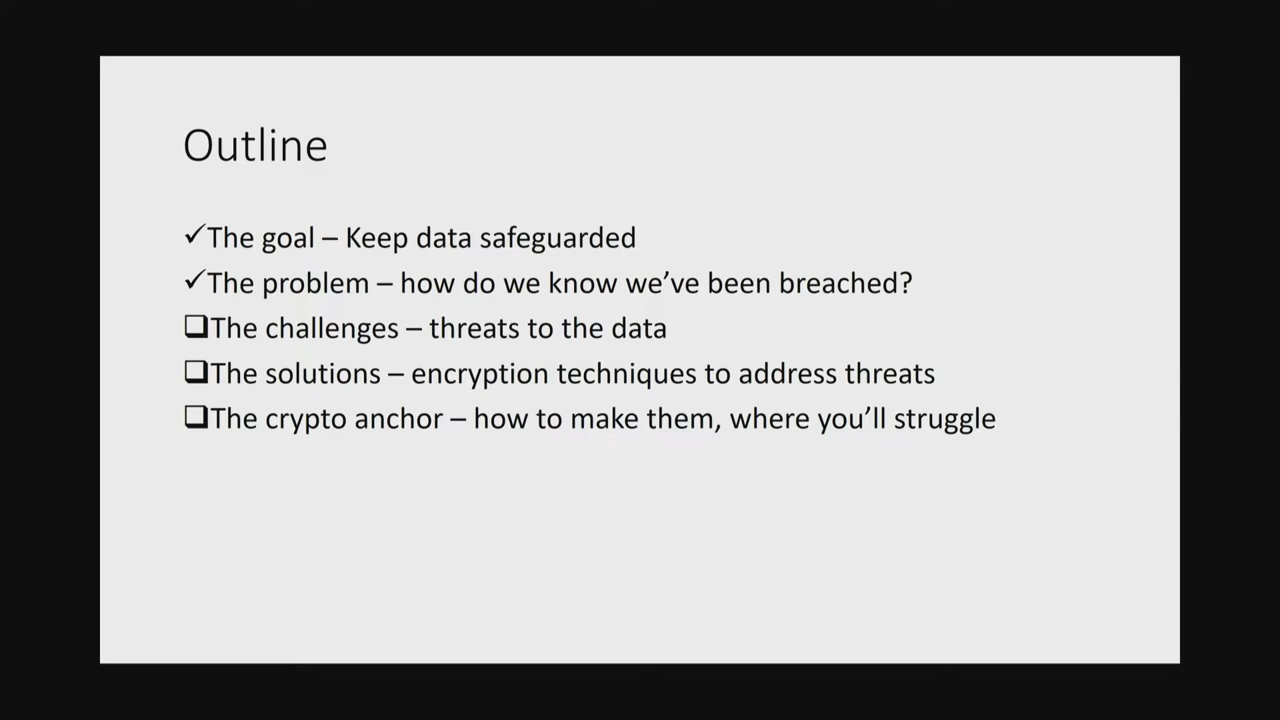 Outline
✓The goal – Keep data safeguarded
✓The problem – how do we know we’ve been breached?
❑The challenges – threats to the data
❑The solutions – encryption techniques to address threats
❑The crypto anchor – how to make them, where you’ll struggle